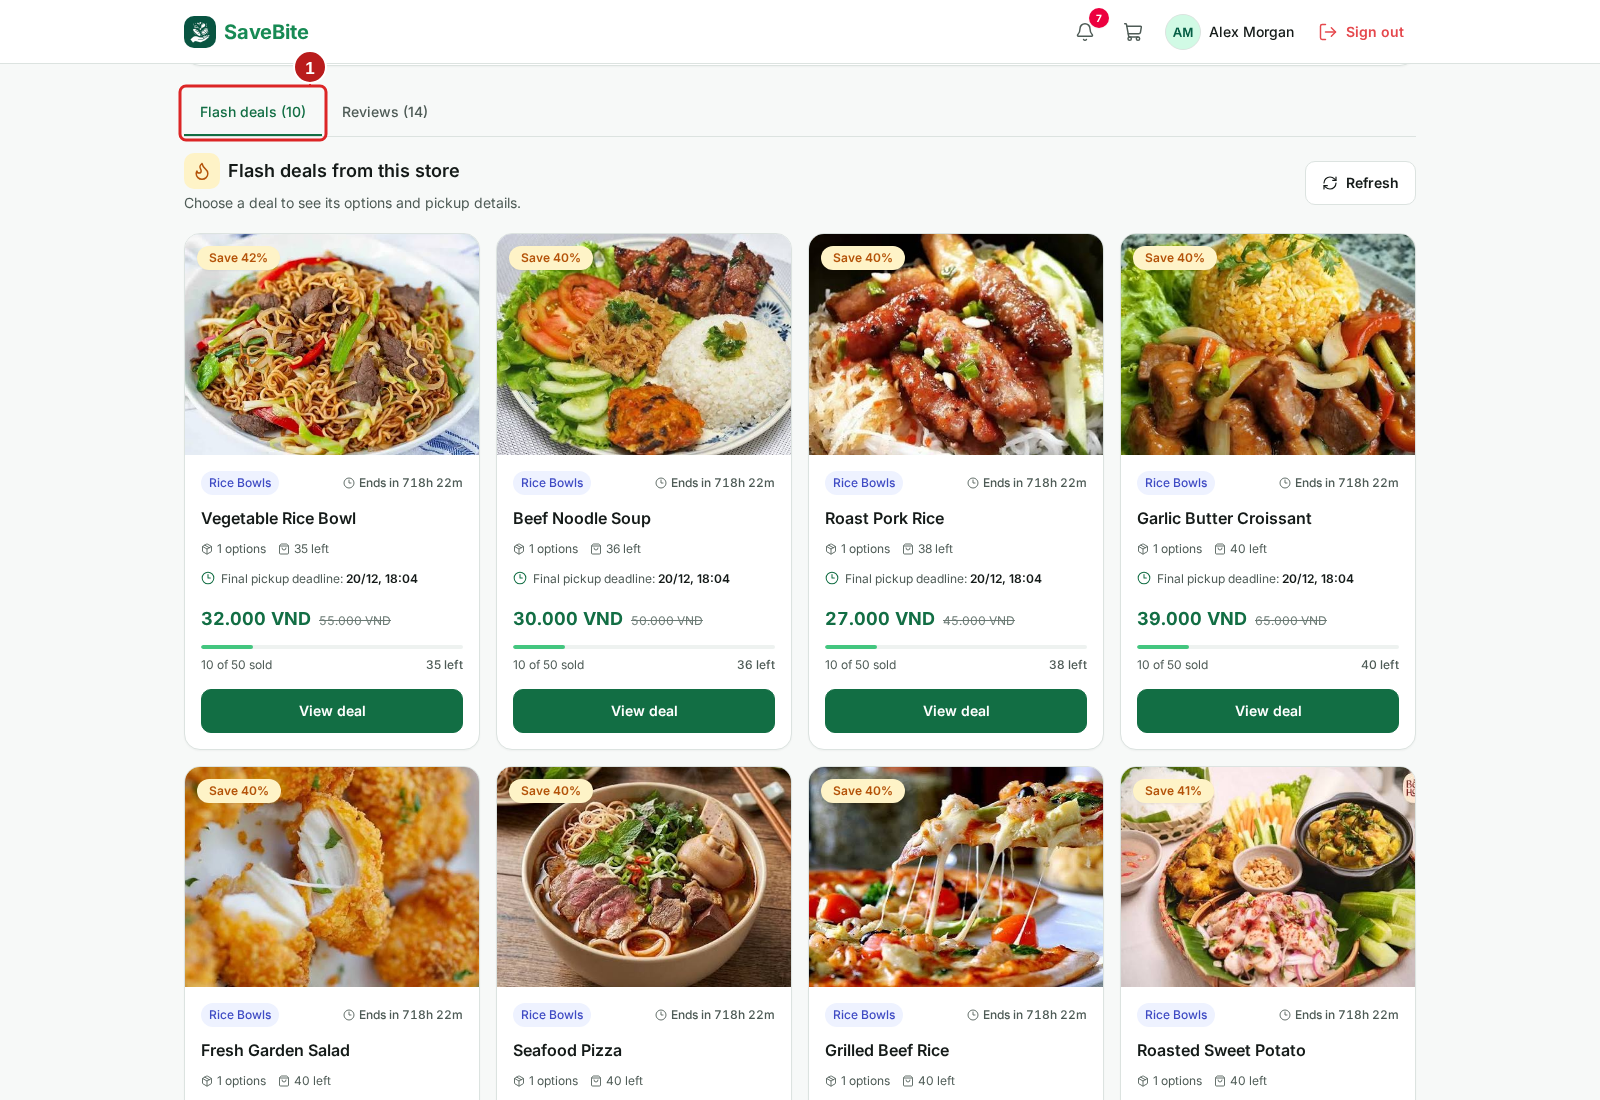 SaveBite
7
AM
Alex Morgan
Sign out
1
Flash deals (10)
Reviews (14)
Flash deals from this store
Refresh
Choose a deal to see its options and pickup details.
Save 42%
Save 40%
Save 40%
Save 40%
Rice Bowls
Ends in 718h 22m
Rice Bowls
Ends in 718h 22m
Rice Bowls
Ends in 718h 22m
Rice Bowls
Ends in 718h 22m
Vegetable Rice Bowl
Beef Noodle Soup
Roast Pork Rice
Garlic Butter Croissant
1 options
35 left
1 options
36 left
1 options
38 left
1 options
40 left
Final pickup deadline: 20/12, 18:04
Final pickup deadline: 20/12, 18:04
Final pickup deadline: 20/12, 18:04
Final pickup deadline: 20/12, 18:04
32.000 VND 55.000 VND
30.000 VND 50.000 VND
27.000 VND 45.000 VND
39.000 VND 65.000 VND
10 of 50 sold
35 left
10 of 50 sold
36 left
10 of 50 sold
38 left
10 of 50 sold
40 left
View deal
View deal
View deal
View deal
Save 40%
Save 40%
Save 40%
Save 41%
Rice Bowls
Ends in 718h 22m
Rice Bowls
Ends in 718h 22m
Rice Bowls
Ends in 718h 22m
Rice Bowls
Ends in 718h 22m
Fresh Garden Salad
Seafood Pizza
Grilled Beef Rice
Roasted Sweet Potato
1 options
40 left
1 options
40 left
1 options
40 left
1 options
40 left